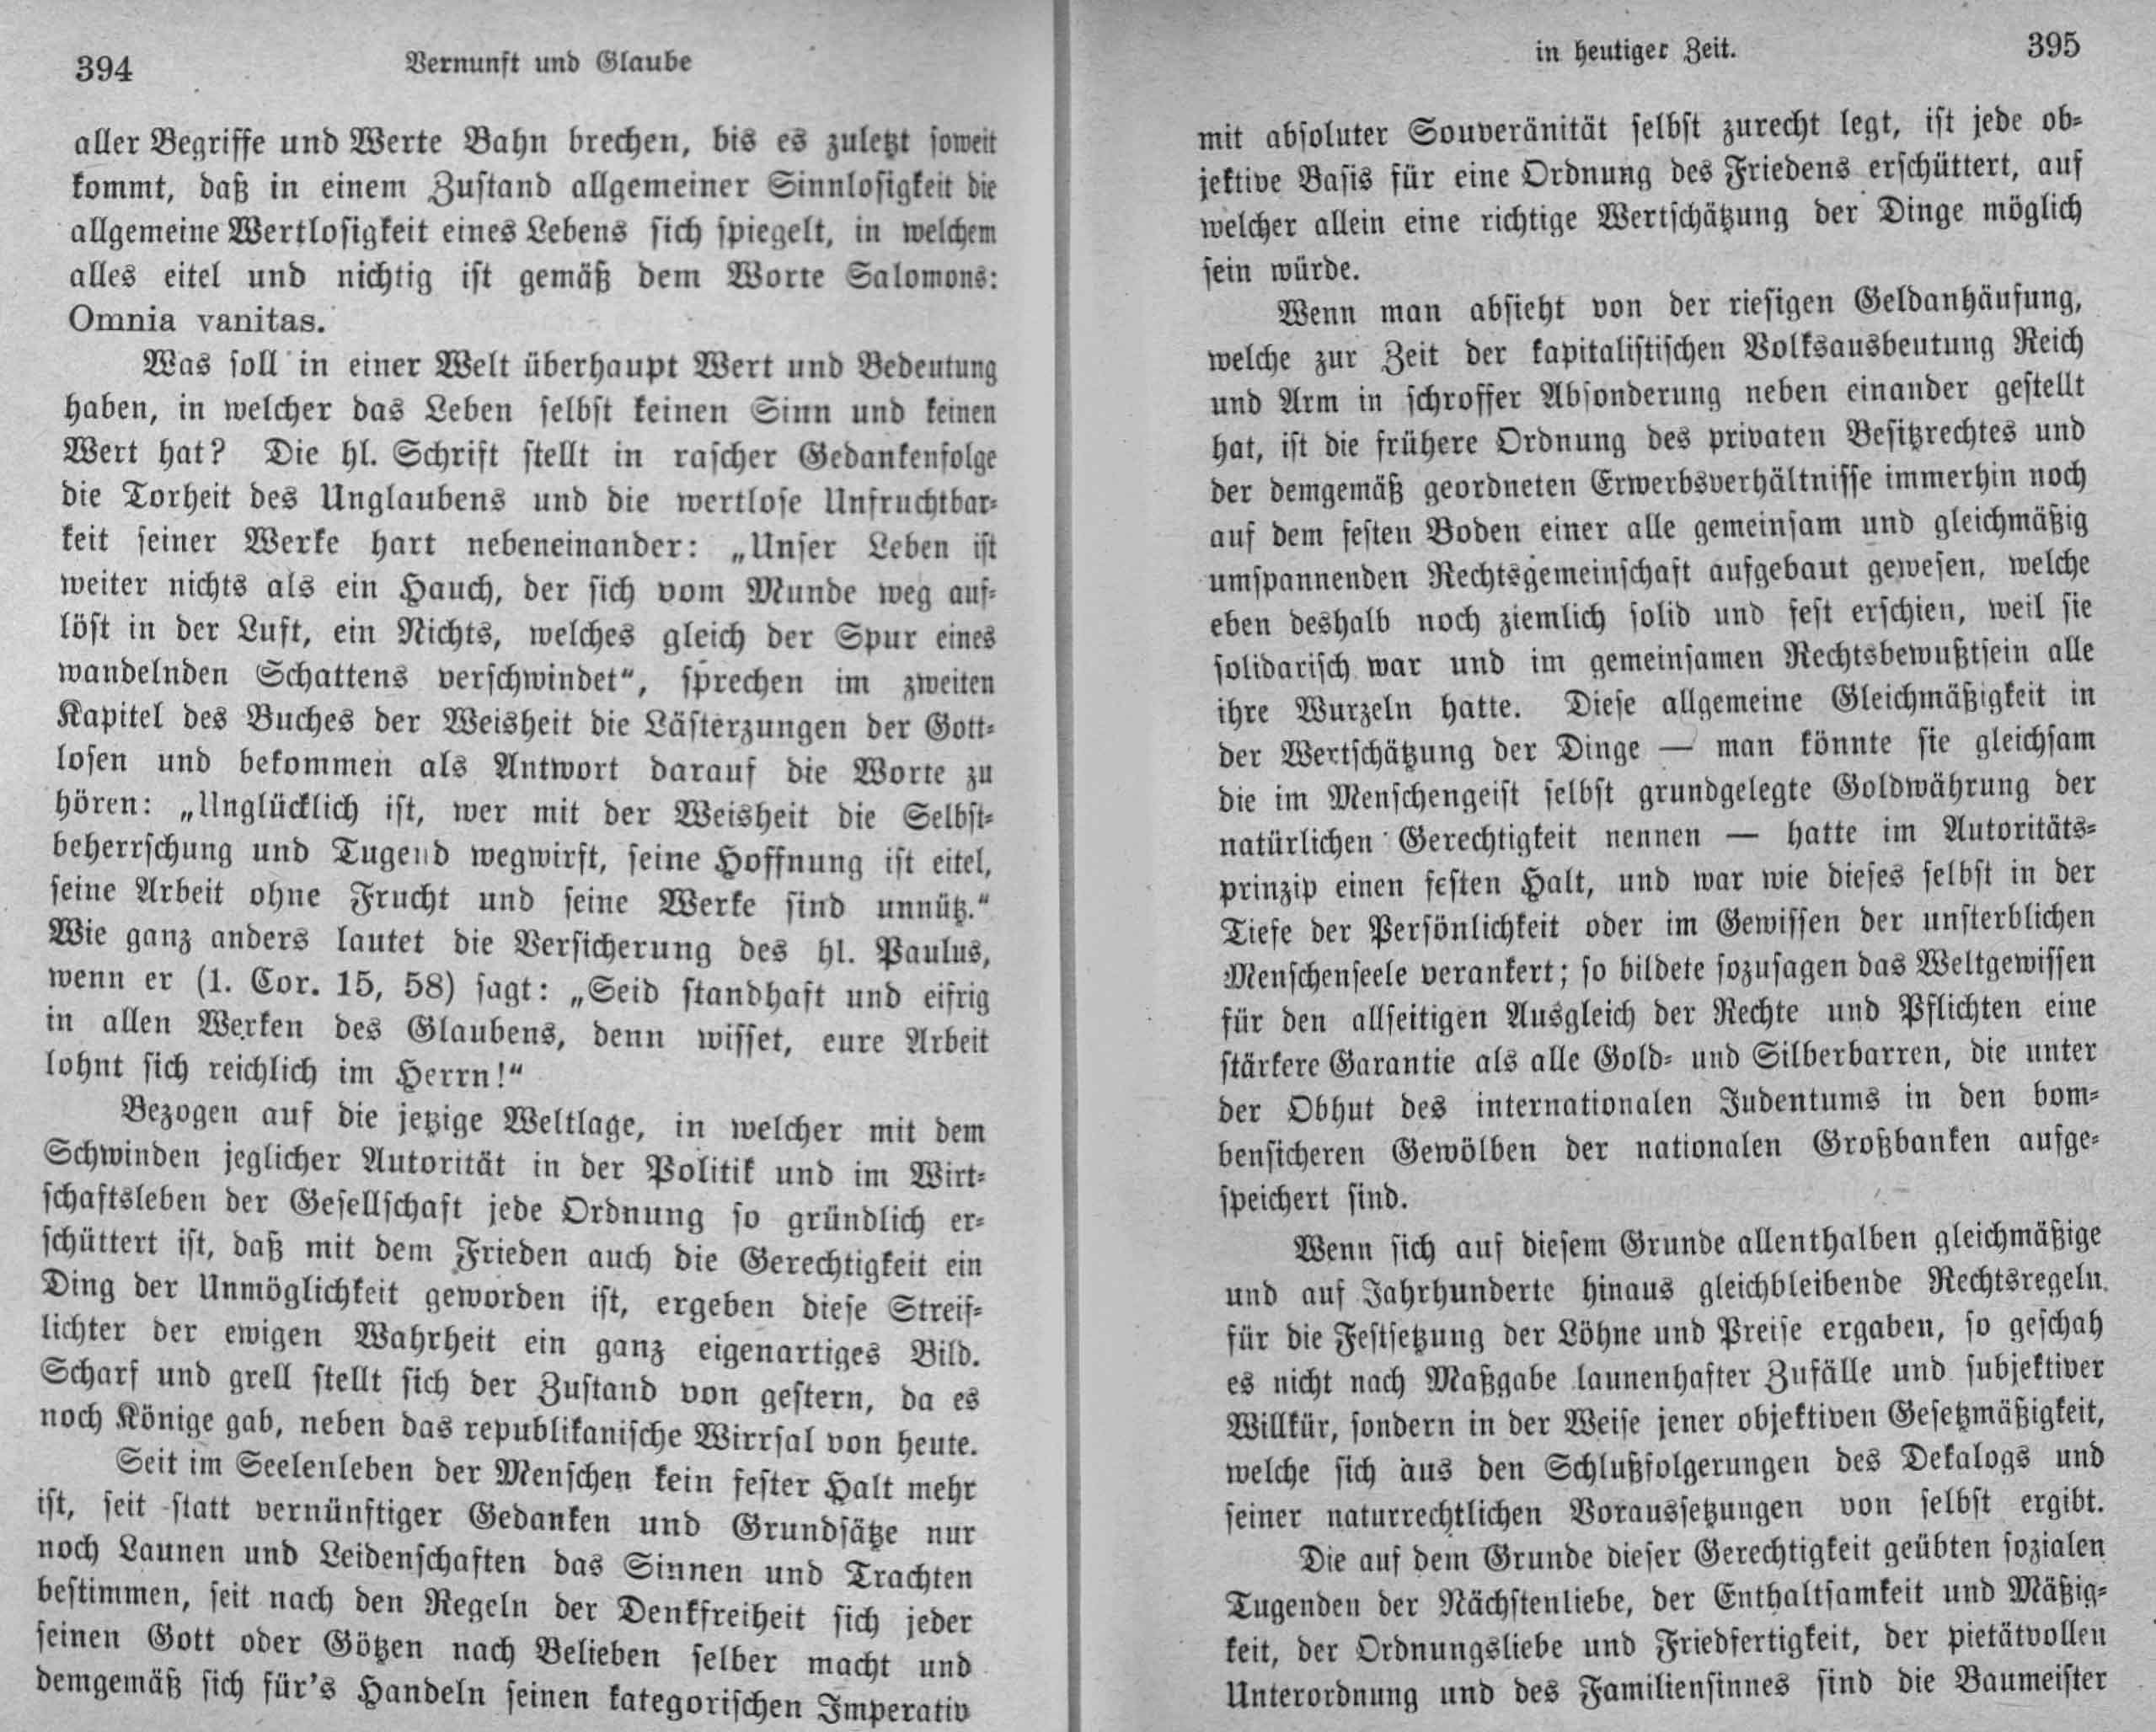 394
Vernunft und Glaube
aller Begriffe und Werte Bahn brechen, bis es zuletzt soweit
kommt, daß in einem Zustand allgemeiner Sinnlosigkeit die
allgemeine Wertlosigkeit eines Lebens sich spiegelt, in welchem
alles eitel und nichtig ist gemäß dem Worte Salomons:
Omnia vanitas.
Was soll in einer Welt überhaupt Wert und Bedeutung
haben, in welcher das Leben selbst keinen Sinn und keinen
Wert hat? Die hl. Schrift stellt in rascher Gedankenfolge
die Torheit des Unglaubens und die wertlose Unfruchtbar-
keit seiner Werke hart nebeneinander: „Unser Leben ist
weiter nichts als ein Hauch, der sich vom Munde weg auf-
löst in der Luft, ein Nichts, welches gleich der Spur eines
wandelnden Schattens verschwindet“, sprechen im zweiten
Kapitel des Buches der Weisheit die Lästerzungen der Gott-
losen und bekommen als Antwort darauf die Worte zu
hören: „Unglücklich ist, wer mit der Weisheit die Selbst-
beherrschung und Tugend wegwirft, seine Hoffnung ist eitel,
seine Arbeit ohne Frucht und seine Werke sind unnütz.“
Wie ganz anders lautet die Versicherung des hl. Paulus,
wenn er (1. Cor. 15, 58) sagt: „Seid standhaft und eifrig
in allen Werken des Glaubens, denn wisset, eure Arbeit
lohnt sich reichlich im Herrn!“
Bezogen auf die jetzige Weltlage, in welcher mit dem
Schwinden jeglicher Autorität in der Politik und im Wirt-
schaftsleben der Gesellschaft jede Ordnung so gründlich er-
schüttert ist, daß mit dem Frieden auch die Gerechtigkeit ein
Ding der Unmöglichkeit geworden ist, ergeben diese Streif-
lichter der ewigen Wahrheit ein ganz eigenartiges Bild.
Scharf und grell stellt sich der Zustand von gestern, da es
noch Könige gab, neben das republikanische Wirrsal von heute.
Seit im Seelenleben der Menschen kein fester Halt mehr
ist, seit statt vernünftiger Gedanken und Grundsätze nur
noch Launen und Leidenschaften das Sinnen und Trachten
bestimmen, seit nach den Regeln der Denkfreiheit sich jeder
seinen Gott oder Götzen nach Belieben selber macht und
demgemäß sich für's Handeln seinen kategorischen Imperativ
in heutiger Zeit.
395
mit absoluter Souveränität selbst zurecht legt, ist jede ob-
jektive Basis für eine Ordnung des Friedens erschüttert, auf
welcher allein eine richtige Wertschätzung der Dinge möglich
sein würde.
Wenn man absieht von der riesigen Geldanhäufung,
welche zur Zeit der kapitalistischen Volksausbeutung Reich
und Arm in schroffer Absonderung neben einander gestellt
hat, ist die frühere Ordnung des privaten Besitzrechtes und
der demgemäß geordneten Erwerbsverhältnisse immerhin noch
auf dem festen Boden einer alle gemeinsam und gleichmäßig
umspannenden Rechtsgemeinschaft aufgebaut gewesen, welche
eben deshalb noch ziemlich solid und fest erschien, weil sie
solidarisch war und im gemeinsamen Rechtsbewußtsein alle
ihre Wurzeln hatte. Diese allgemeine Gleichmäßigkeit in
der Wertschätzung der Dinge — man könnte sie gleichsam
die im Menschengeist selbst grundgelegte Goldwährung der
natürlichen Gerechtigkeit nennen — hatte im Autoritäts-
prinzip einen festen Halt, und war wie dieses selbst in der
Tiefe der Persönlichkeit oder im Gewissen der unsterblichen
Menschenseele verankert; so bildete sozusagen das Weltgewissen
für den allseitigen Ausgleich der Rechte und Pflichten eine
stärkere Garantie als alle Gold- und Silberbarren, die unter
der Obhut des internationalen Judentums in den bom-
bensicheren Gewölben der nationalen Großbanken aufge-
speichert sind.
Wenn sich auf diesem Grunde allenthalben gleichmäßige
und auf Jahrhunderte hinaus gleichbleibende Rechtsregeln
für die Festsetzung der Löhne und Preise ergaben, so geschah
es nicht nach Maßgabe launenhafter Zufälle und subjektiver
Willkür, sondern in der Weise jener objektiven Gesetzmäßigkeit,
welche sich aus den Schlußfolgerungen des Dekalogs und
seiner naturrechtlichen Voraussetzungen von selbst ergibt.
Die auf dem Grunde dieser Gerechtigkeit geübten sozialen
Tugenden der Nächstenliebe, der Enthaltsamkeit und Mäßig-
keit, der Ordnungsliebe und Friedfertigkeit, der pietätvollen
Unterordnung und des Familiensinnes sind die Baumeister